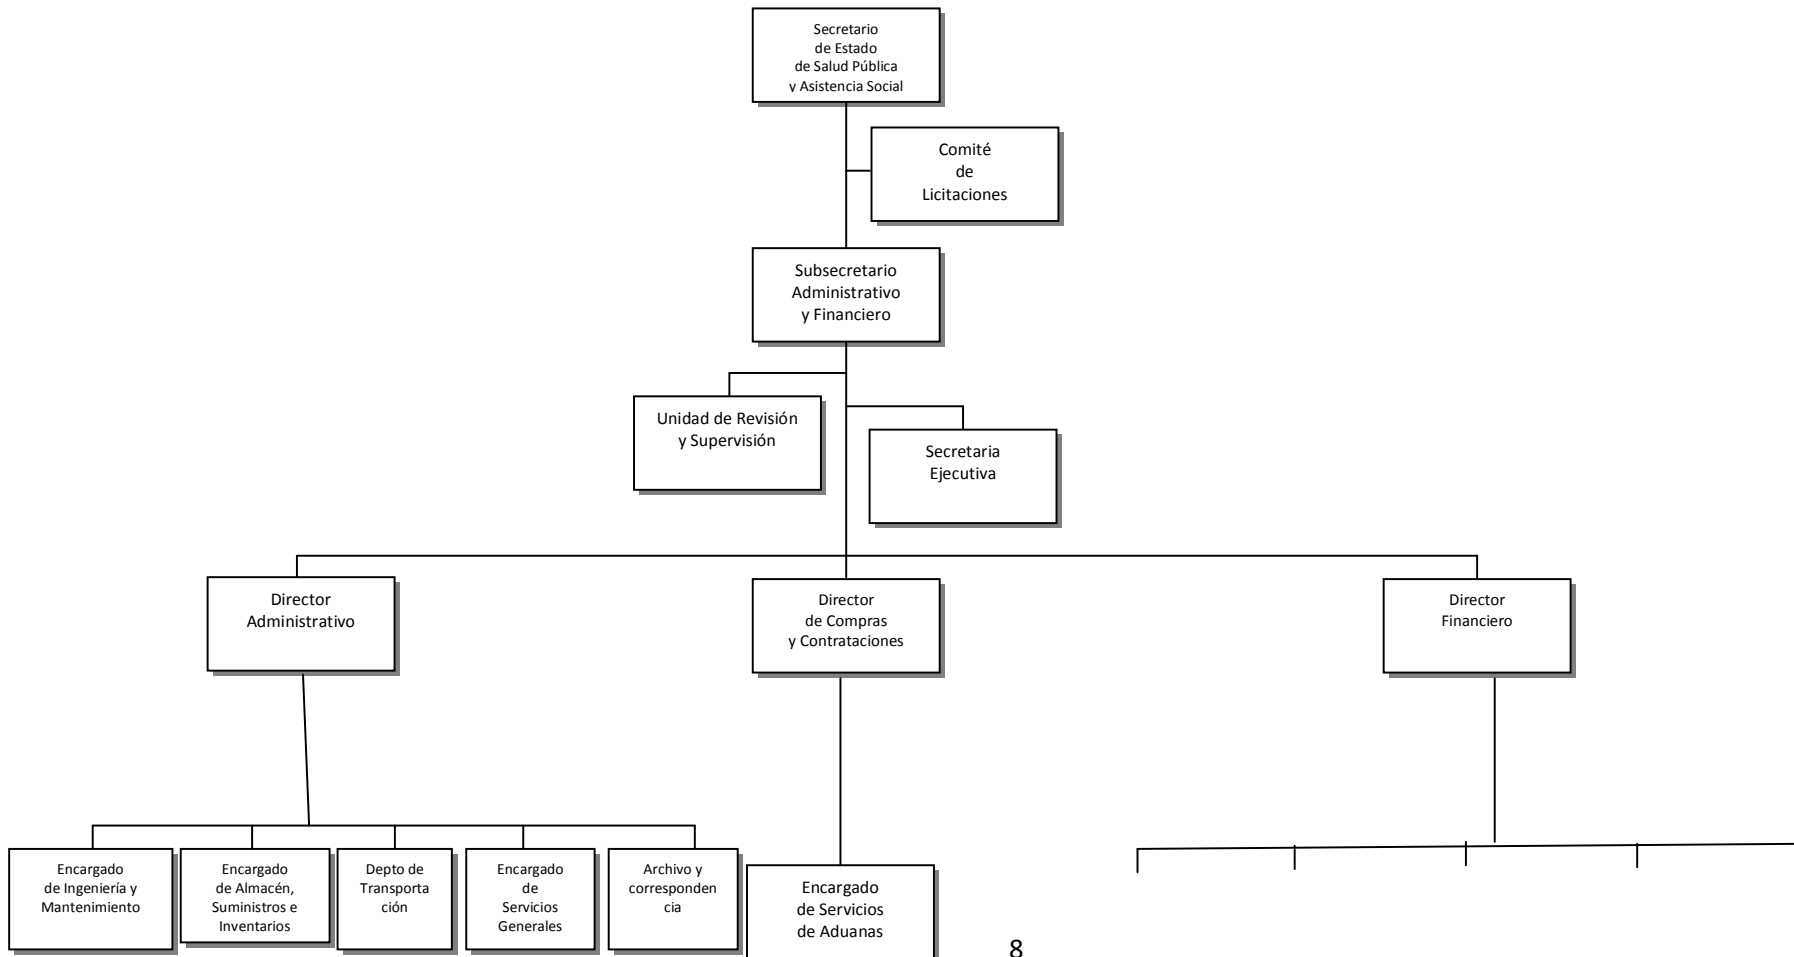 Secretario
de Estado
de Salud Pública
y Asistencia Social
Comité
de
Licitaciones
Subsecretario
Administrativo
y Financiero
Unidad de Revisión
y Supervisión
Secretaria
Ejecutiva
Director
Administrativo
Director
de Compras
y Contrataciones
Director
Financiero
Encargado
de Ingeniería y
Mantenimiento
Encargado
de Almacén,
Suministros e
Inventarios
Depto de
Transporta
ción
Encargado
de
Servicios
Generales
Archivo y
corresponden
cia
Encargado
de Servicios
de Aduanas
8